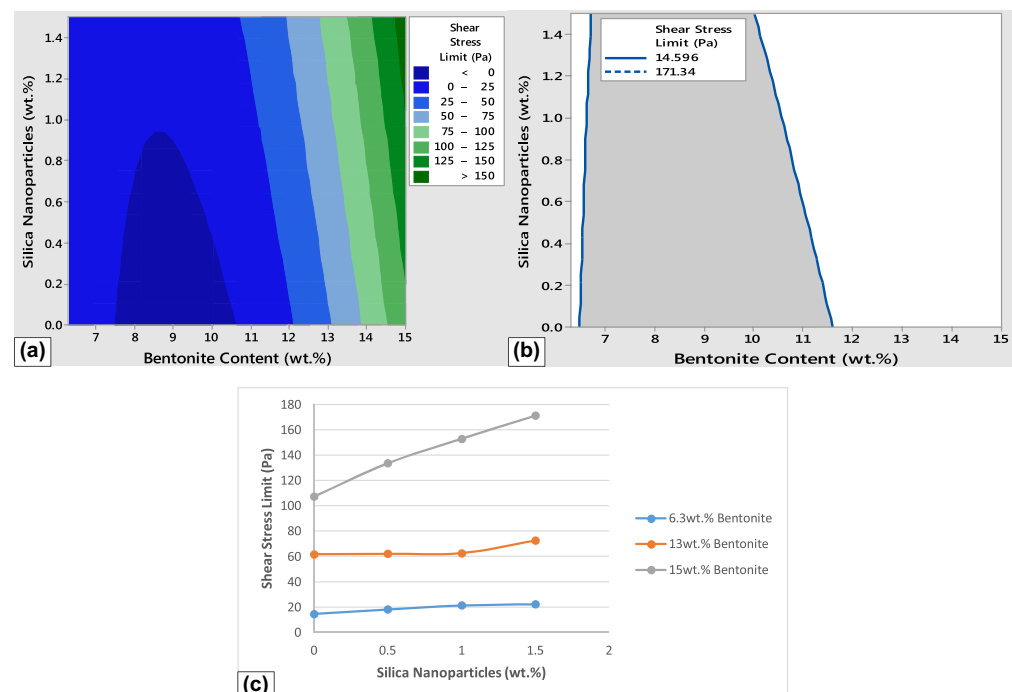 Silica Nanoparticles (wt.%)
1.4
1.2
1.0
0.8
0.6
0.4
0.2
0.0
7 8 9 10 11 12 13 14 15
Bentonite Content (wt.%)
(a)
Shear
Stress
Limit (Pa)
< 0
0 – 25
25 – 50
50 – 75
75 – 100
100 – 125
125 – 150
> 150
Silica Nanoparticles (wt.%)
1.4
1.2
1.0
0.8
0.6
0.4
0.2
0.0
7 8 9 10 11 12 13 14 15
Bentonite Content (wt.%)
(b)
Shear Stress
Limit (Pa)
14.596
171.34
Shear Stress Limit (Pa)
180
160
140
120
100
80
60
40
20
0
0 0.5 1 1.5 2
Silica Nanoparticles (wt.%)
(c)
6.3wt.% Bentonite
13wt.% Bentonite
15wt.% Bentonite